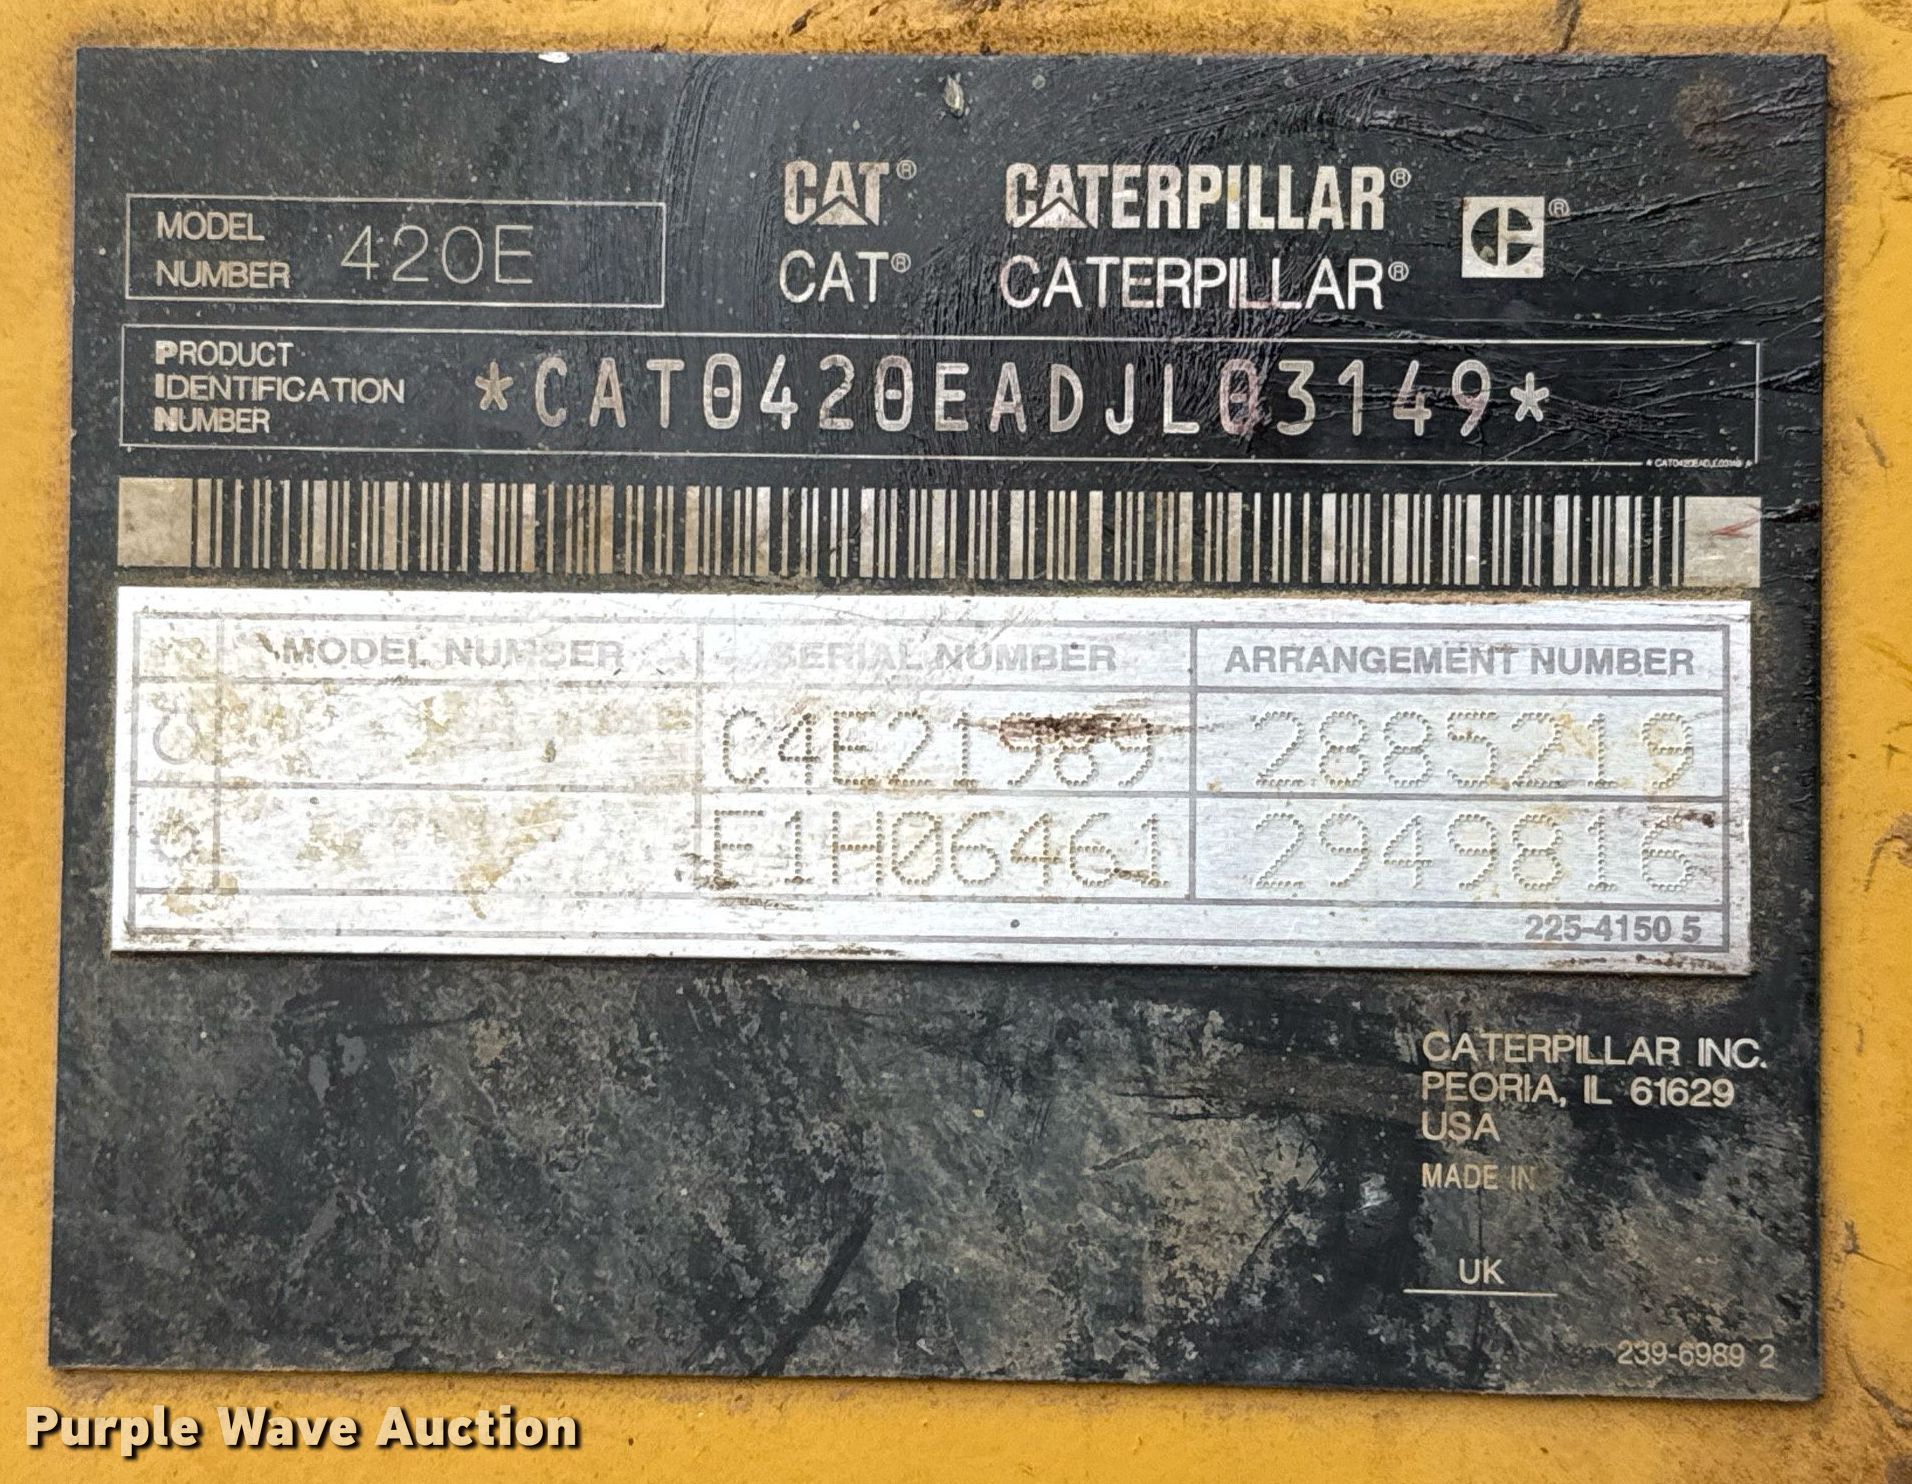 CAT® CATERPILLAR®
CAT® CATERPILLAR®
MODEL NUMBER 420E
PRODUCT IDENTIFICATION NUMBER *CAT0420EADJL03149*
* CAT0420EADJL03149 *
MODEL NUMBER SERIAL NUMBER ARRANGEMENT NUMBER
C4E21989 2885219
E1H06461 2949816
225-4150 5
CATERPILLAR INC.
PEORIA, IL 61629
USA
MADE IN
UK
239-6989 2
Purple Wave Auction